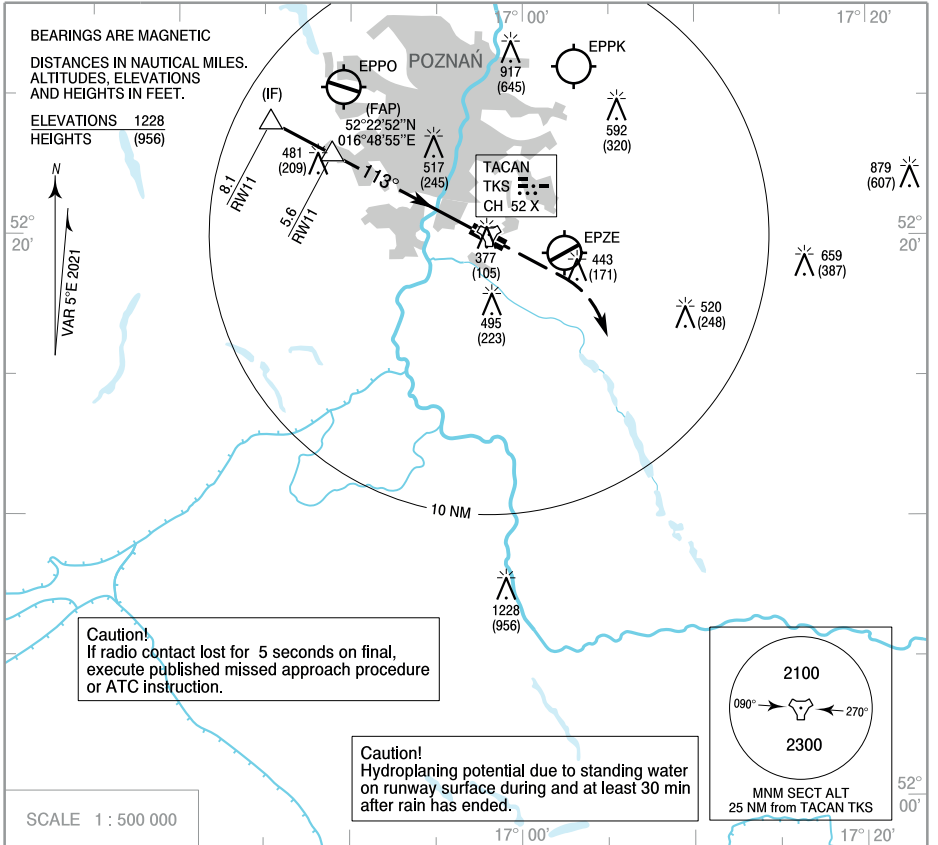 17° 00'
17° 20'
BEARINGS ARE MAGNETIC
DISTANCES IN NAUTICAL MILES.
ALTITUDES, ELEVATIONS
AND HEIGHTS IN FEET.
ELEVATIONS 1228
HEIGHTS (956)
EPPO
POZNAŃ
917
(645)
EPPK
(IF)
(FAP)
52°22'52"N
016°48'55"E
592
(320)
481
(209)
517
(245)
879
(607)
N
VAR 5°E 2021
8.1
RW11
5.6
RW11
113°
TACAN
TKS
CH 52 X
52°
20'
52°
20'
EPZE
377
(105)
443
(171)
659
(387)
495
(223)
520
(248)
10 NM
1228
(956)
Caution!
If radio contact lost for 5 seconds on final,
execute published missed approach procedure
or ATC instruction.
2100
090°
270°
2300
MNM SECT ALT
25 NM from TACAN TKS
Caution!
Hydroplaning potential due to standing water
on runway surface during and at least 30 min
after rain has ended.
52°
00'
SCALE 1 : 500 000
17° 00'
17° 20'